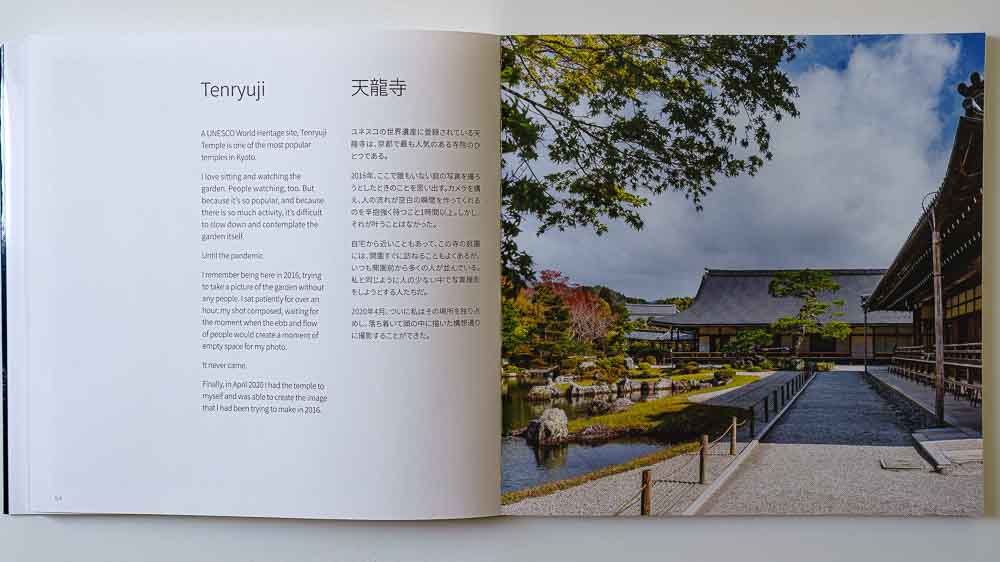 Tenryuji
A UNESCO World Heritage site, Tenryuji
Temple is one of the most popular
temples in Kyoto.
I love sitting and watching the
garden. People watching, too. But
because it's so popular, and because
there is so much activity, it's difficult
to slow down and contemplate the
garden itself.
Until the pandemic.
I remember being here in 2016, trying
to take a picture of the garden without
any people. I sat patiently for over an
hour, my shot composed, waiting for
the moment when the ebb and flow
of people would create a moment of
empty space for my photo.
It never came.
Finally, in April 2020 I had the temple to
myself and was able to create the image
that I had been trying to make in 2016.
天龍寺
ユネスコの世界遺産に登録されている天
龍寺は、京都で最も人気のある寺院のひ
とつである。
2016年、ここで誰もいない庭の写真を撮ろ
うとしたときのことを思い出す。カメラを構
え、人の流れが空白の瞬間を作ってくれる
のを辛抱強く待つこと1時間以上。しかし、
それが叶うことはなかった。
自宅から近いこともあって、この寺の庭園
には、開園すぐに訪ねることもよくあるが、
いつも開園前から多くの人が並んでいる。
私と同じように人の少ない中で写真撮影
をしようとする人たちだ。
2020年4月、ついに私はその場所を独り占
めし、落ち着いて頭の中に描いた構想通り
に撮影することができた。